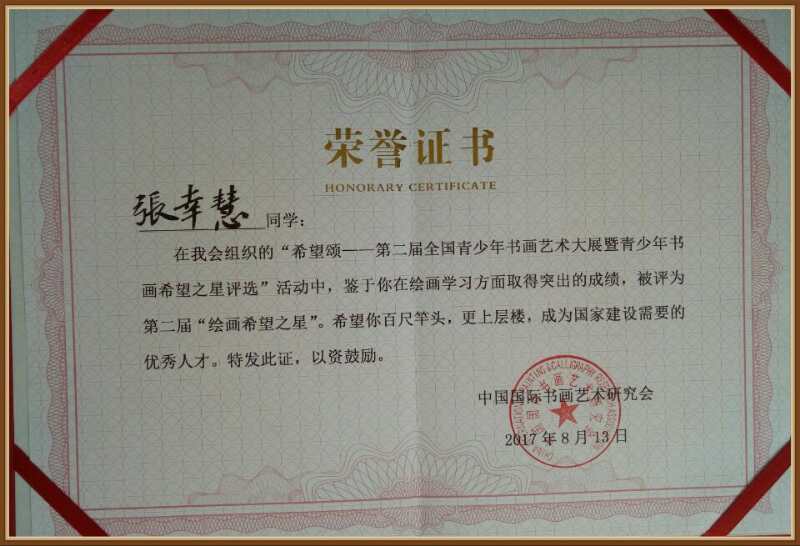 荣誉证书
HONORARY CERTIFICATE
張幸慧同学：
在我会组织的“希望颂——第二届全国青少年书画艺术大展暨青少年书
画希望之星评选”活动中，鉴于你在绘画学习方面取得突出的成绩，被评为
第二届“绘画希望之星”。希望你百尺竿头，更上层楼，成为国家建设需要的
优秀人才。特发此证，以资鼓励。
中国国际书画艺术研究会
2017年8月13日